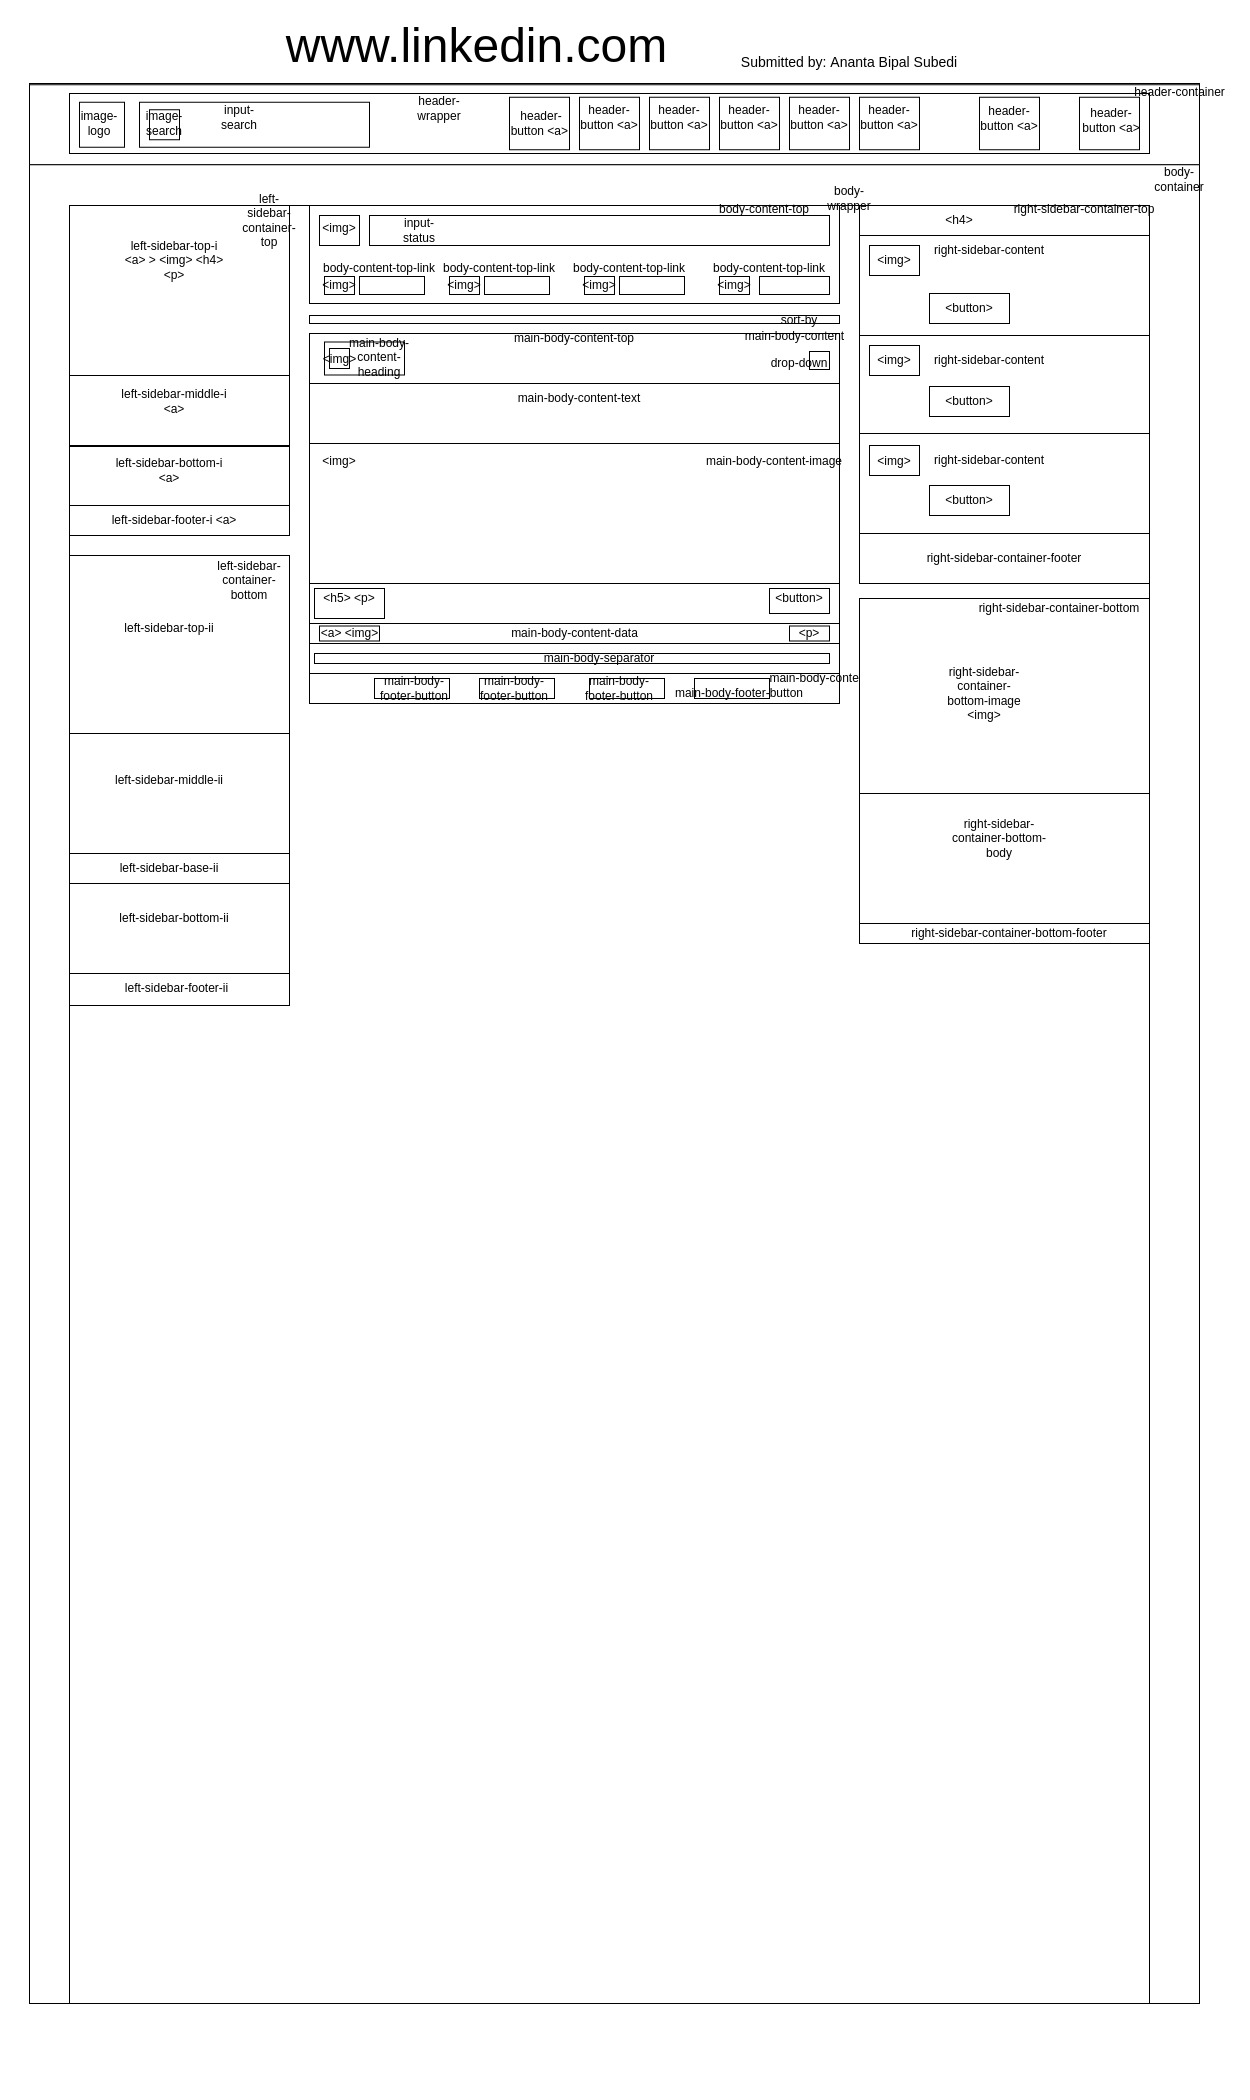 www.linkedin.com
Submitted by: Ananta Bipal Subedi
header-container
image-
logo
image-
search
input-
search
header-
wrapper
header-
button <a>
header-
button <a>
header-
button <a>
header-
button <a>
header-
button <a>
header-
button <a>
header-
button <a>
header-
button <a>
body-
container
body-
wrapper
left-
sidebar-
container-
top
left-sidebar-top-i
<a> > <img> <h4>
<p>
left-sidebar-middle-i
<a>
left-sidebar-bottom-i
<a>
left-sidebar-footer-i <a>
left-sidebar-
container-
bottom
left-sidebar-top-ii
left-sidebar-middle-ii
left-sidebar-base-ii
left-sidebar-bottom-ii
left-sidebar-footer-ii
body-content-top
<img>
input-
status
body-content-top-link
body-content-top-link
body-content-top-link
body-content-top-link
<img>
<img>
<img>
<img>
sort-by
main-body-content
main-body-content-top
<img>
main-body-
content-
heading
drop-down
main-body-content-text
<img>
main-body-content-image
<h5> <p>
<button>
<a> <img>
main-body-content-data
<p>
main-body-separator
main-body-
footer-button
main-body-
footer-button
main-body-
footer-button
main-body-footer-button
main-body-conte
right-sidebar-container-top
<h4>
<img>
right-sidebar-content
<button>
<img>
right-sidebar-content
<button>
<img>
right-sidebar-content
<button>
right-sidebar-container-footer
right-sidebar-container-bottom
right-sidebar-
container-
bottom-image
<img>
right-sidebar-
container-bottom-
body
right-sidebar-container-bottom-footer